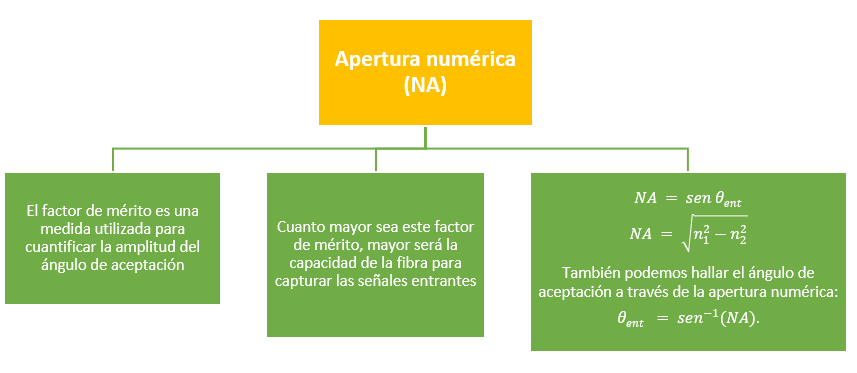 Apertura numérica
(NA)
El factor de mérito es una
medida utilizada para
cuantificar la amplitud del
ángulo de aceptación
Cuanto mayor sea este factor
de mérito, mayor será la
capacidad de la fibra para
capturar las señales entrantes
NA = sen θ_ent
NA = √(n₁² − n₂²)
También podemos hallar el ángulo de
aceptación a través de la apertura numérica:
θ_ent = sen⁻¹(NA).